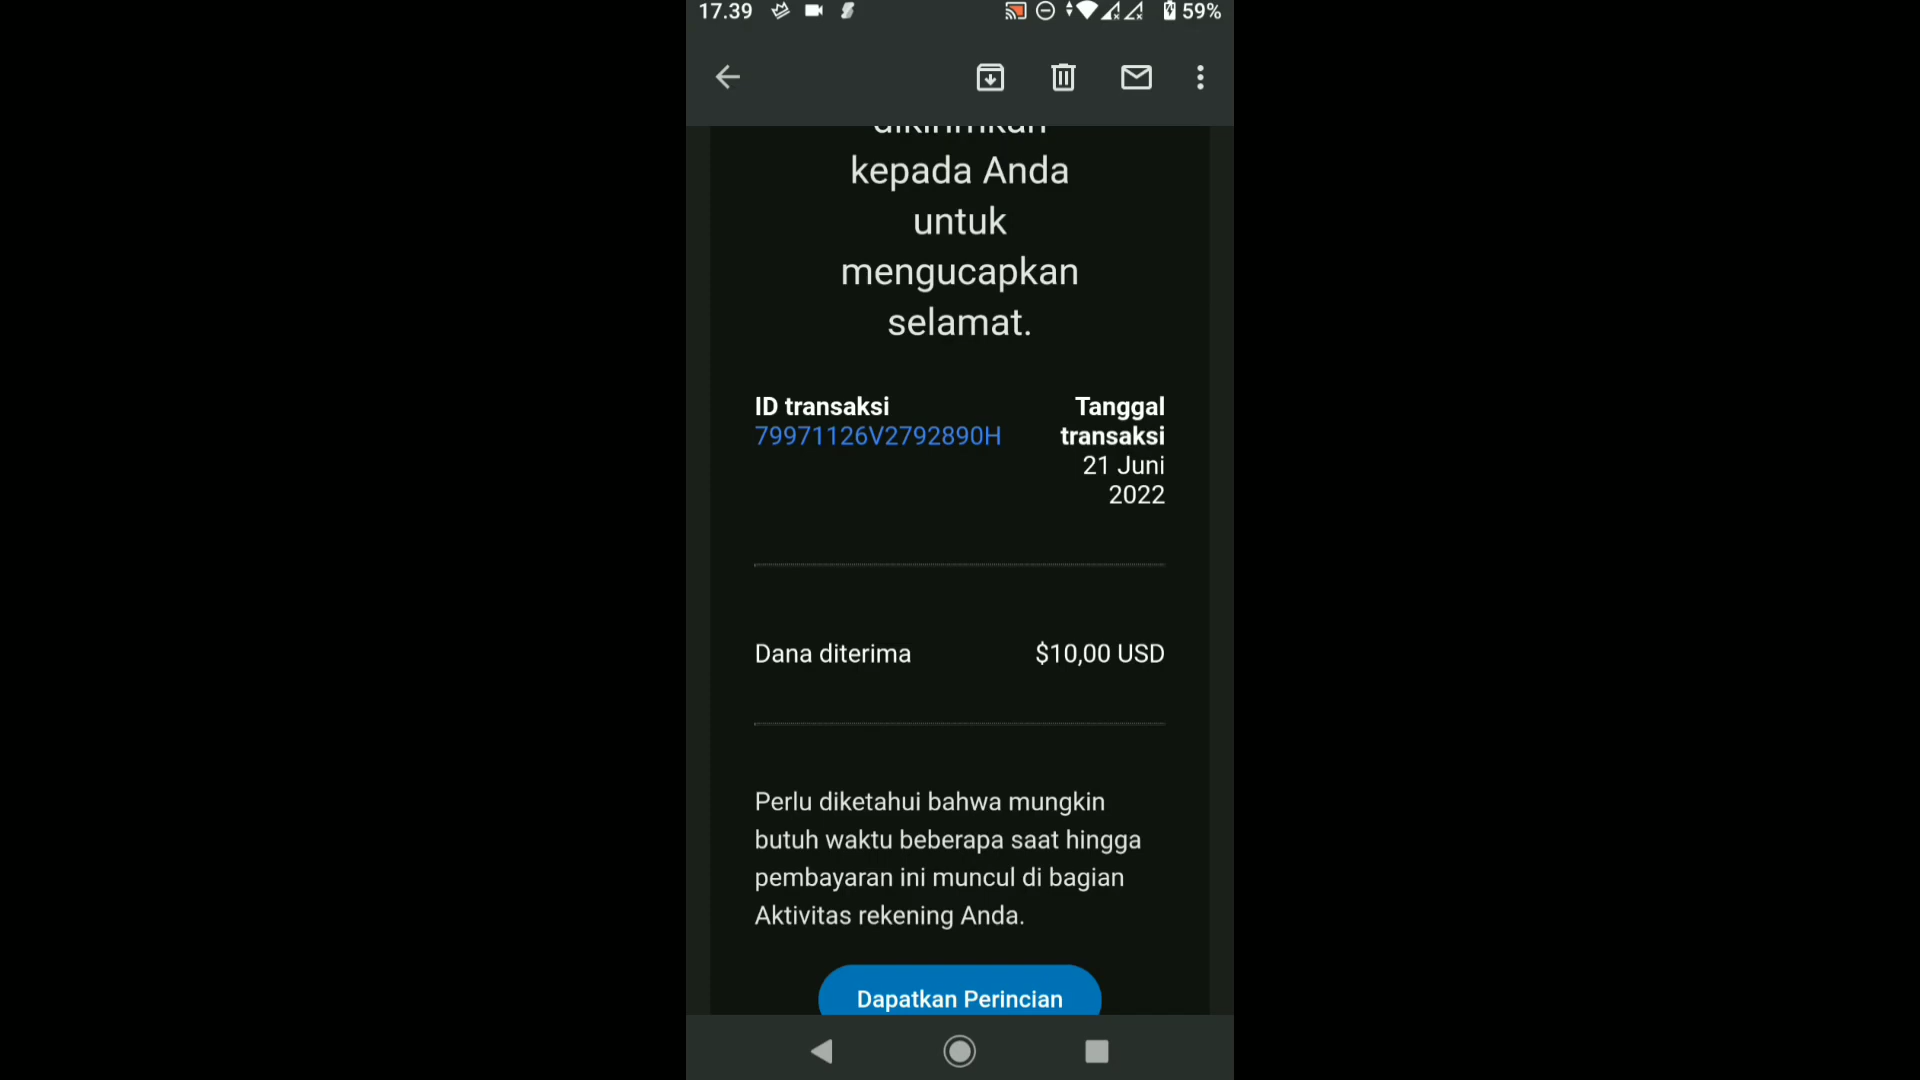 17.39
59%
dikirimkan
kepada Anda
untuk
mengucapkan
selamat.
ID transaksi
79971126V2792890H
Tanggal
transaksi
21 Juni
2022
Dana diterima
$10,00 USD
Perlu diketahui bahwa mungkin
butuh waktu beberapa saat hingga
pembayaran ini muncul di bagian
Aktivitas rekening Anda.
Dapatkan Perincian